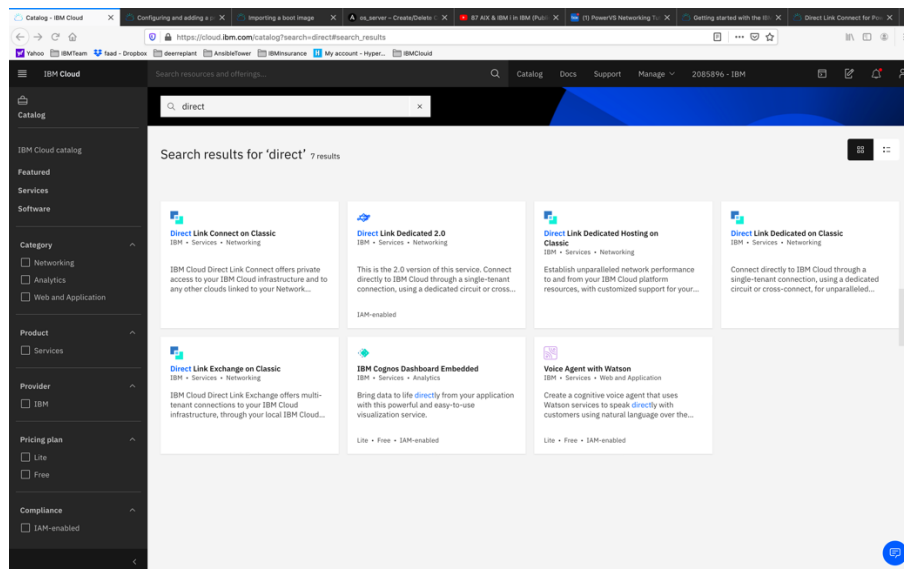 Catalog - IBM Cloud
Configuring and adding a p
Importing a boot image
os_server – Create/Delete
87 AIX & IBM i in IBM (Publi
(1) PowerVS Networking Tu
Getting started with the IB
Direct Link Connect for Pow
https://cloud.ibm.com/catalog?search=direct#search_results
Yahoo IBMTeam faad - Dropbox deerreplant AnsibleTower IBMInsurance My account - Hyper... IBMCloud
IBM Cloud
Search resources and offerings...
Catalog Docs Support Manage 2085896 - IBM
Catalog
direct
IBM Cloud catalog
Featured
Services
Software
Category
Networking
Analytics
Web and Application
Product
Services
Provider
IBM
Pricing plan
Lite
Free
Compliance
IAM-enabled
Search results for ‘direct’ 7 results
Direct Link Connect on Classic
IBM • Services • Networking
IBM Cloud Direct Link Connect offers private
access to your IBM Cloud infrastructure and to
any other clouds linked to your Network...
Direct Link Dedicated 2.0
IBM • Services • Networking
This is the 2.0 version of this service. Connect
directly to IBM Cloud through a single-tenant
connection, using a dedicated circuit or cross...
IAM-enabled
Direct Link Dedicated Hosting on
Classic
IBM • Services • Networking
Establish unparalleled network performance
to and from your IBM Cloud platform
resources, with customized support for your...
Direct Link Dedicated on Classic
IBM • Services • Networking
Connect directly to IBM Cloud through a
single-tenant connection, using a dedicated
circuit or cross-connect, for unparalleled...
Direct Link Exchange on Classic
IBM • Services • Networking
IBM Cloud Direct Link Exchange offers multi-
tenant connections to your IBM Cloud
infrastructure, through your local IBM Cloud...
IBM Cognos Dashboard Embedded
IBM • Services • Analytics
Bring data to life directly from your application
with this powerful and easy-to-use
visualization service.
Lite • Free • IAM-enabled
Voice Agent with Watson
IBM • Services • Web and Application
Create a cognitive voice agent that uses
Watson services to speak directly with
customers using natural language over the...
Lite • Free • IAM-enabled